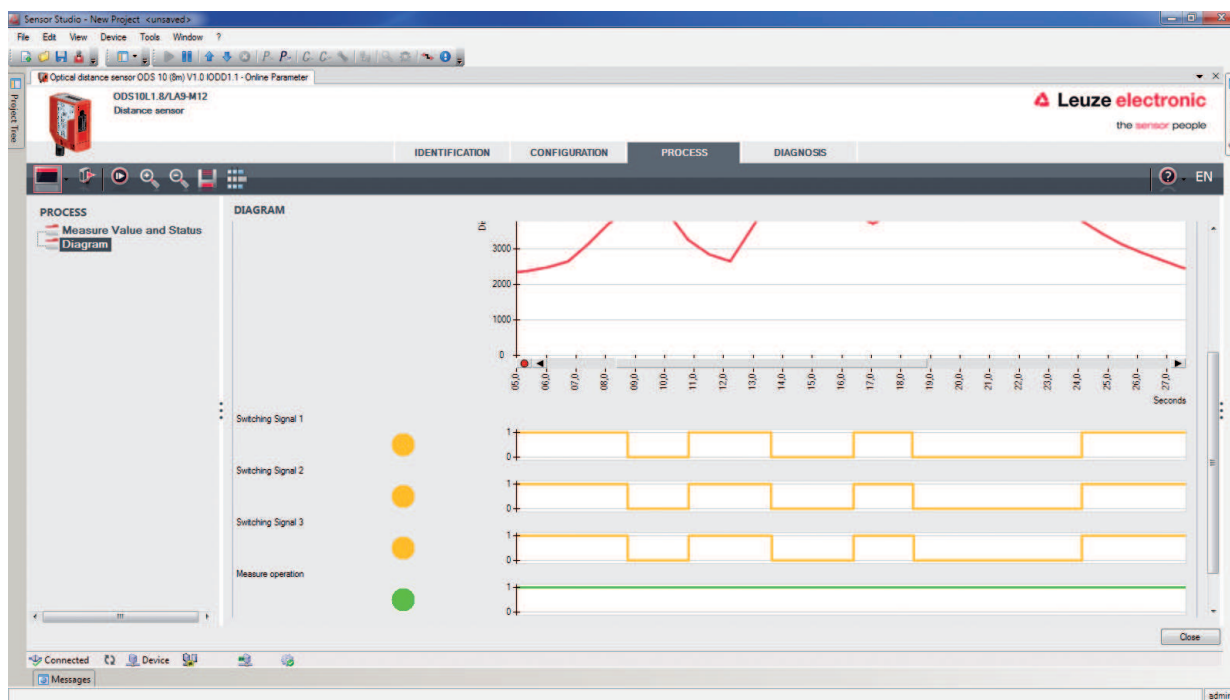 Sensor Studio - New Project <unsaved>
File Edit View Device Tools Window ?
Optical distance sensor ODS 10 (8m) V1.0 IODD1.1 - Online Parameter
Project Tree
ODS10L1.8/LA9-M12
Distance sensor
Leuze electronic
the sensor people
IDENTIFICATION CONFIGURATION PROCESS DIAGNOSIS
EN
PROCESS
Measure Value and Status
Diagram
DIAGRAM
Di
3000
2000
1000
0
05,0 06,0 07,0 08,0 09,0 10,0 11,0 12,0 13,0 14,0 15,0 16,0 17,0 18,0 19,0 20,0 21,0 22,0 23,0 24,0 25,0 26,0 27,0
Seconds
Switching Signal 1
1
0
Switching Signal 2
1
0
Switching Signal 3
1
0
Measure operation
1
0
Close
Connected Device
Messages
admin